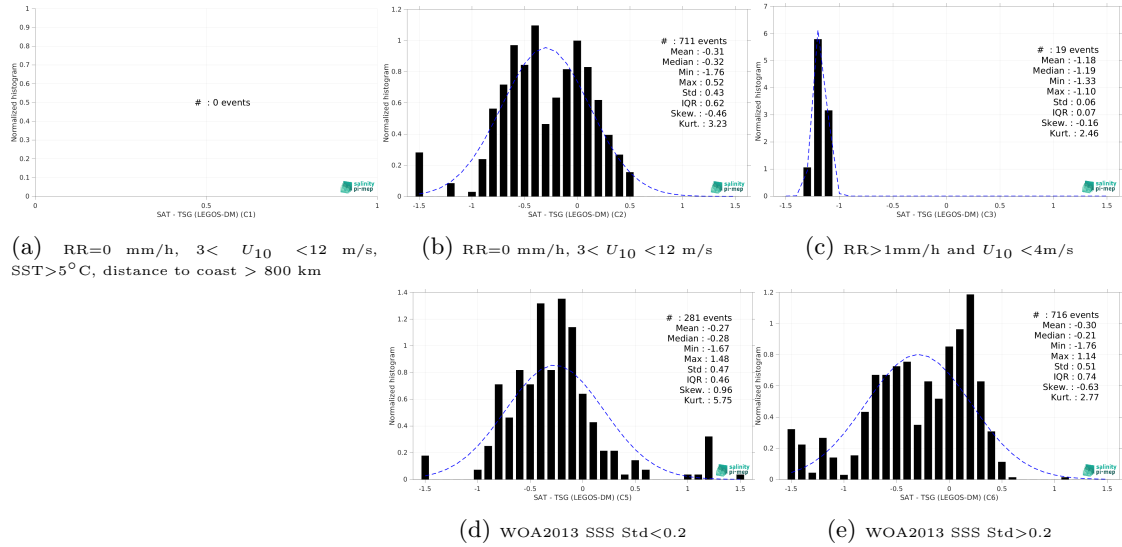 1
0.9
0.8
0.7
0.6
0.5
0.4
0.3
0.2
0.1
0
Normalized histogram
# : 0 events
salinity
pi-mep
0 0.5 1
SAT - TSG (LEGOS-DM) (C1)
(a) RR=0 mm/h, 3< U10 <12 m/s,
SST>5°C, distance to coast > 800 km
1.2
1
0.8
0.6
0.4
0.2
0
Normalized histogram
# : 711 events
Mean : -0.31
Median : -0.32
Min : -1.76
Max : 0.52
Std : 0.43
IQR : 0.62
Skew. : -0.46
Kurt. : 3.23
salinity
pi-mep
-1.5 -1 -0.5 0 0.5 1 1.5
SAT - TSG (LEGOS-DM) (C2)
(b) RR=0 mm/h, 3< U10 <12 m/s
7
6
5
4
3
2
1
0
Normalized histogram
# : 19 events
Mean : -1.18
Median : -1.19
Min : -1.33
Max : -1.10
Std : 0.06
IQR : 0.07
Skew. : -0.16
Kurt. : 2.46
salinity
pi-mep
-1.5 -1 -0.5 0 0.5 1 1.5
SAT - TSG (LEGOS-DM) (C3)
(c) RR>1mm/h and U10 <4m/s
1.4
1.2
1
0.8
0.6
0.4
0.2
0
Normalized histogram
# : 281 events
Mean : -0.27
Median : -0.28
Min : -1.67
Max : 1.48
Std : 0.47
IQR : 0.46
Skew. : 0.96
Kurt. : 5.75
salinity
pi-mep
-1.5 -1 -0.5 0 0.5 1 1.5
SAT - TSG (LEGOS-DM) (C5)
(d) WOA2013 SSS Std<0.2
1.2
1
0.8
0.6
0.4
0.2
0
Normalized histogram
# : 716 events
Mean : -0.30
Median : -0.21
Min : -1.76
Max : 1.14
Std : 0.51
IQR : 0.74
Skew. : -0.63
Kurt. : 2.77
salinity
pi-mep
-1.5 -1 -0.5 0 0.5 1 1.5
SAT - TSG (LEGOS-DM) (C6)
(e) WOA2013 SSS Std>0.2